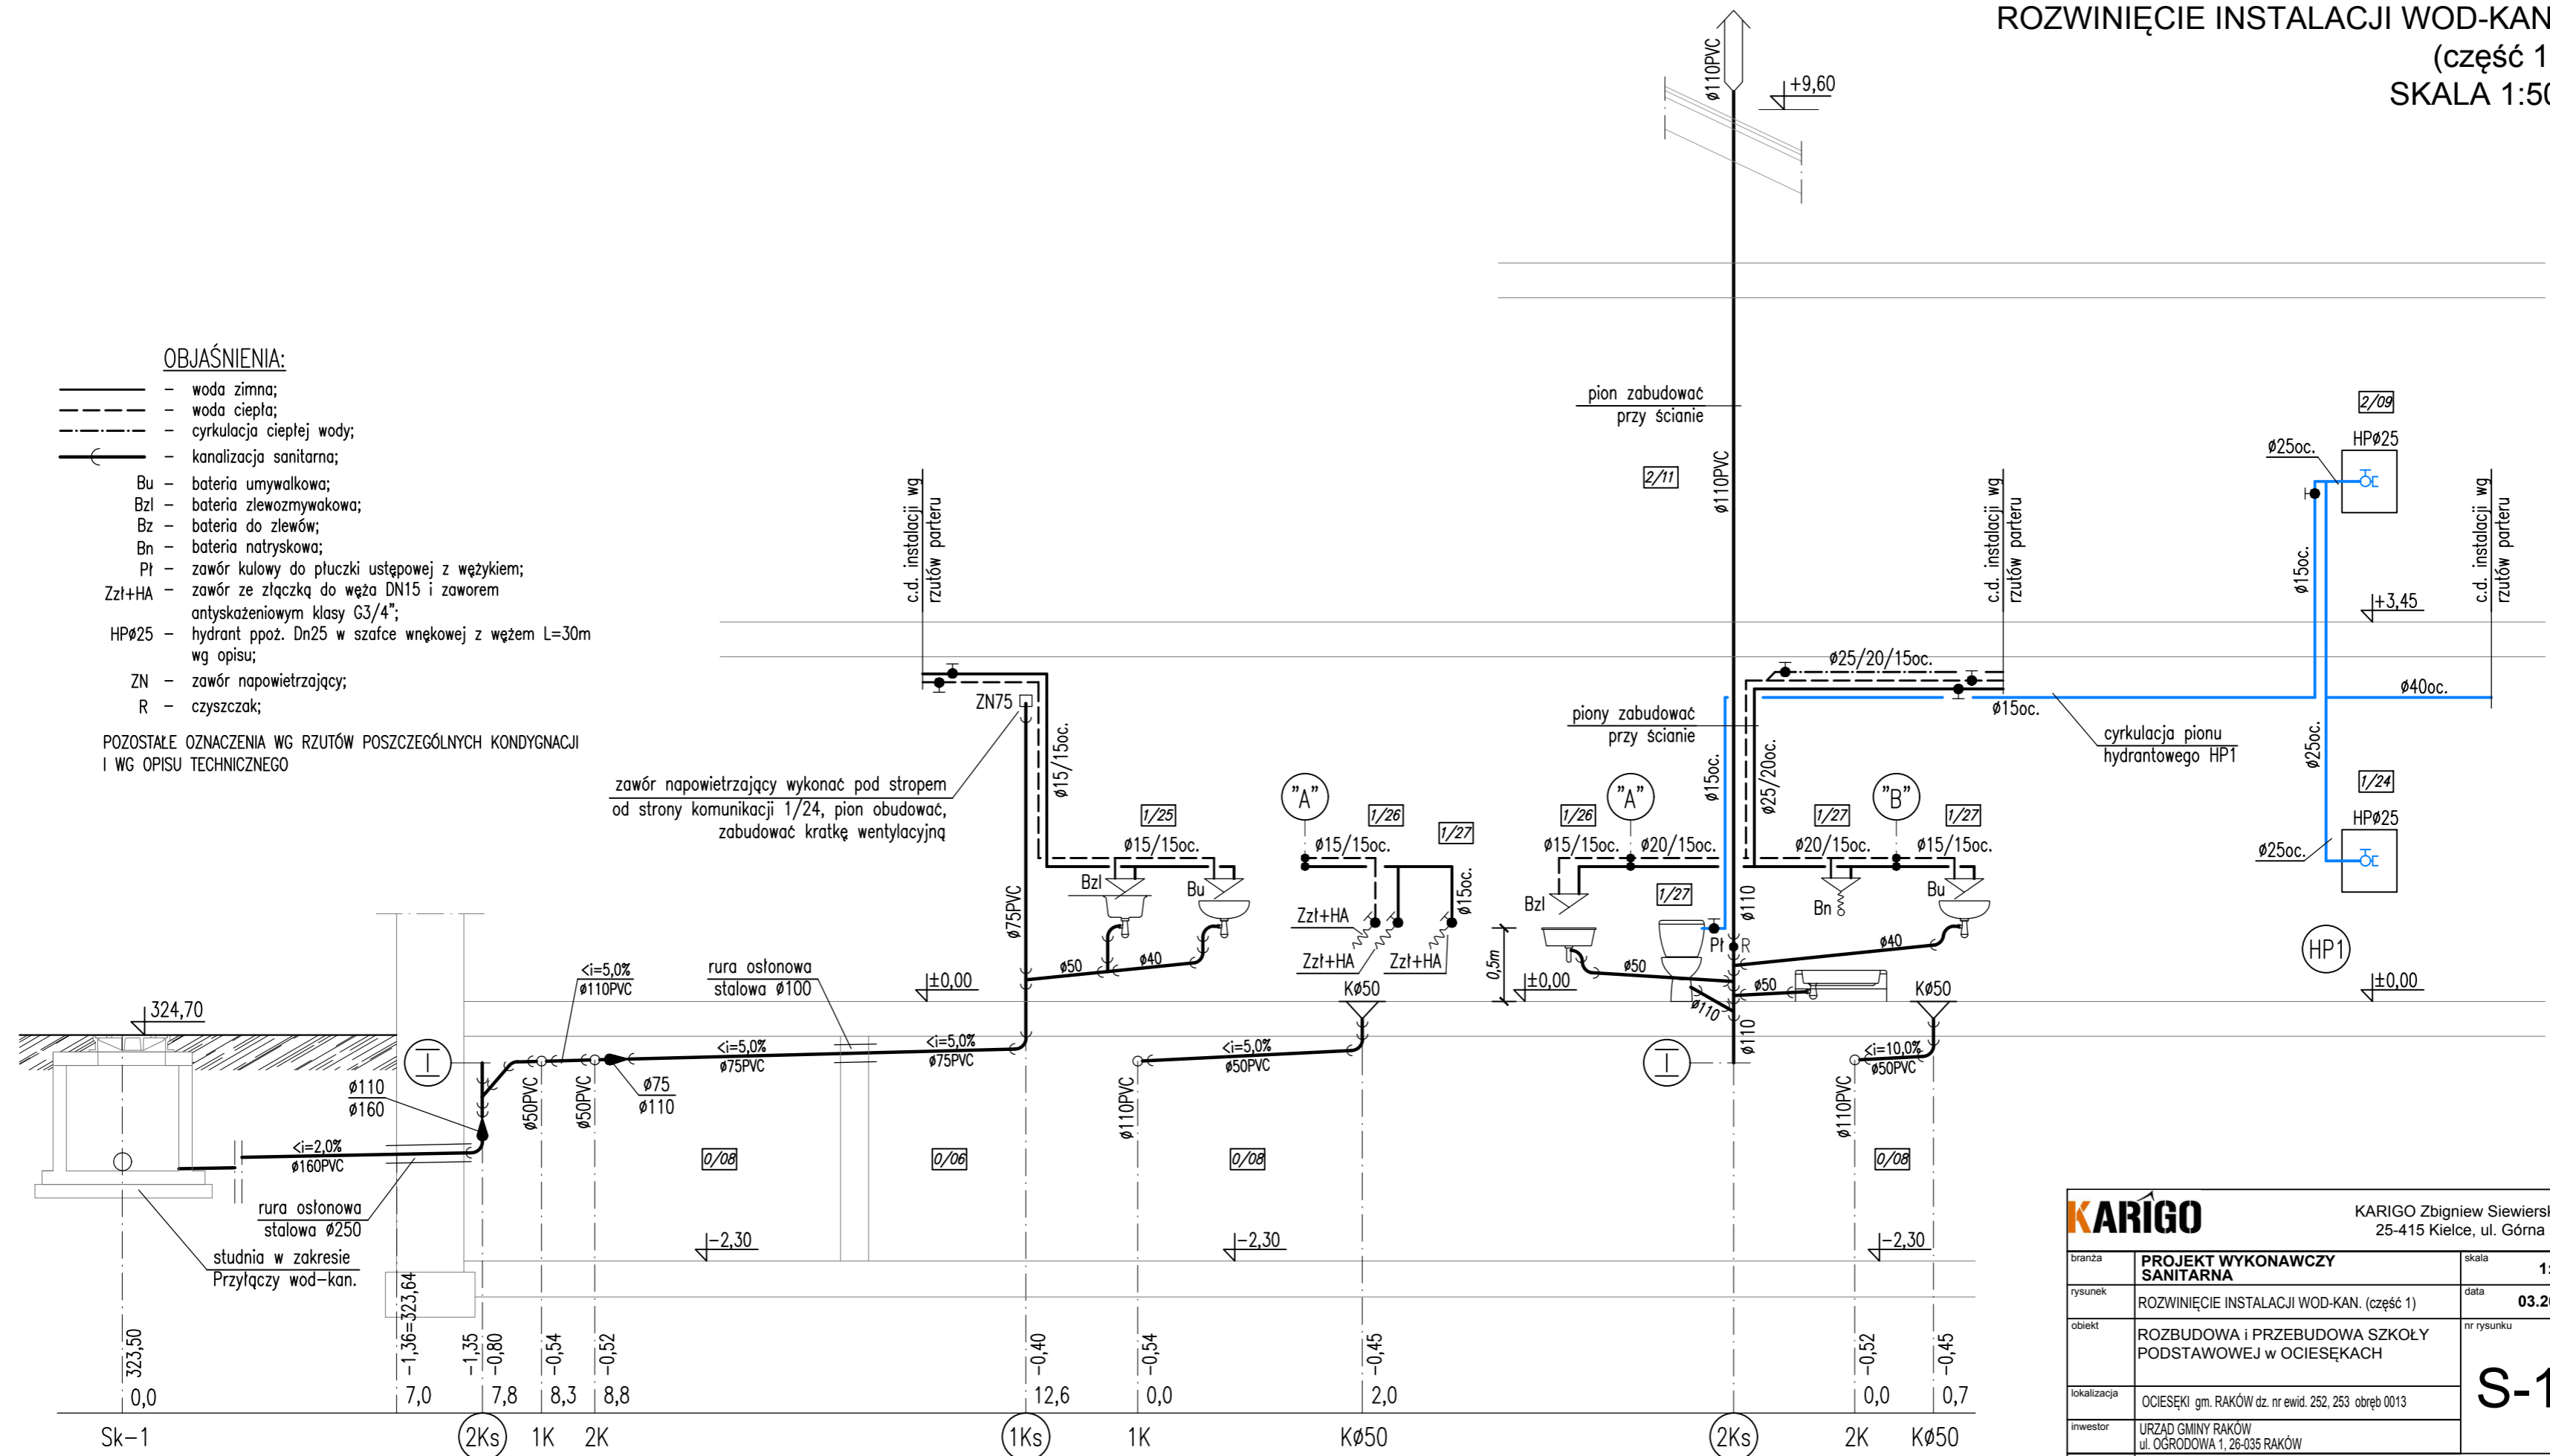 ROZWINIĘCIE INSTALACJI WOD-KAN
(część 1
SKALA 1:50
ø110PVC
+9,60
OBJAŚNIENIA:
– woda zimna;
– woda ciepła;
– cyrkulacja ciepłej wody;
– kanalizacja sanitarna;
Bu – bateria umywalkowa;
Bzl – bateria zlewozmywakowa;
Bz – bateria do zlewów;
Bn – bateria natryskowa;
Pł – zawór kulowy do płuczki ustępowej z wężykiem;
Zzł+HA – zawór ze złączką do węża DN15 i zaworem
antyskażeniowym klasy G3/4";
HPø25 – hydrant ppoż. Dn25 w szafce wnękowej z wężem L=30m
wg opisu;
ZN – zawór napowietrzający;
R – czyszczak;
POZOSTAŁE OZNACZENIA WG RZUTÓW POSZCZEGÓLNYCH KONDYGNACJI
I WG OPISU TECHNICZNEGO
pion zabudować
przy ścianie
2/11
ø110PVC
c.d. instalacji wg
rzutów parteru
c.d. instalacji wg
rzutów parteru
c.d. instalacji wg
rzutów parteru
2/09
HPø25
ø25oc.
ø15oc.
+3,45
ø40oc.
ø25oc.
1/24
HPø25
ø25oc.
HP1
±0,00
ø25/20/15oc.
ø15oc.
cyrkulacja pionu
hydrantowego HP1
piony zabudować
przy ścianie
ø15oc.
ø25/20oc.
ZN75
ø15/15oc.
zawór napowietrzający wykonać pod stropem
od strony komunikacji 1/24, pion obudować,
zabudować kratkę wentylacyjną
1/25
ø15/15oc.
Bzl
Bu
ø75PVC
ø50
ø40
"A"
1/26
ø15/15oc.
1/27
ø15oc.
Zzł+HA
Zzł+HA
Zzł+HA
1/26
"A"
ø15/15oc.
ø20/15oc.
Bzl
1/27
0,5m
ø50
Pł
R
ø110
ø110
ø110
1/27
"B"
1/27
ø20/15oc.
ø15/15oc.
Bn
Bu
ø40
ø50
±0,00
±0,00
Kø50
Kø50
324,70
<i=5,0%
ø110PVC
rura osłonowa
stalowa ø100
I
ø110
ø160
ø50PVC
ø50PVC
ø75
ø110
<i=5,0%
ø75PVC
<i=5,0%
ø75PVC
ø110PVC
<i=5,0%
ø50PVC
I
ø110PVC
<i=10,0%
ø50PVC
<i=2,0%
ø160PVC
0/08
0/06
0/08
0/08
rura osłonowa
stalowa ø250
studnia w zakresie
Przyłączy wod-kan.
-2,30
-2,30
-2,30
323,50
-1,36=323,64
-1,35
-0,80
-0,54
-0,52
-0,40
-0,54
-0,45
-0,52
-0,45
0,0
7,0
7,8
8,3
8,8
12,6
0,0
2,0
0,0
0,7
Sk-1
2Ks
1K
2K
1Ks
1K
Kø50
2Ks
2K
Kø50
KARIGO
KARIGO Zbigniew Siewiersk
25-415 Kielce, ul. Górna
branża
PROJEKT WYKONAWCZY
SANITARNA
skala
1:
rysunek
ROZWINIĘCIE INSTALACJI WOD-KAN. (część 1)
data
03.20
obiekt
ROZBUDOWA i PRZEBUDOWA SZKOŁY
PODSTAWOWEJ w OCIESĘKACH
nr rysunku
S-1
lokalizacja
OCIESĘKI gm. RAKÓW dz. nr ewid. 252, 253 obręb 0013
inwestor
URZĄD GMINY RAKÓW
ul. OGRODOWA 1, 26-035 RAKÓW